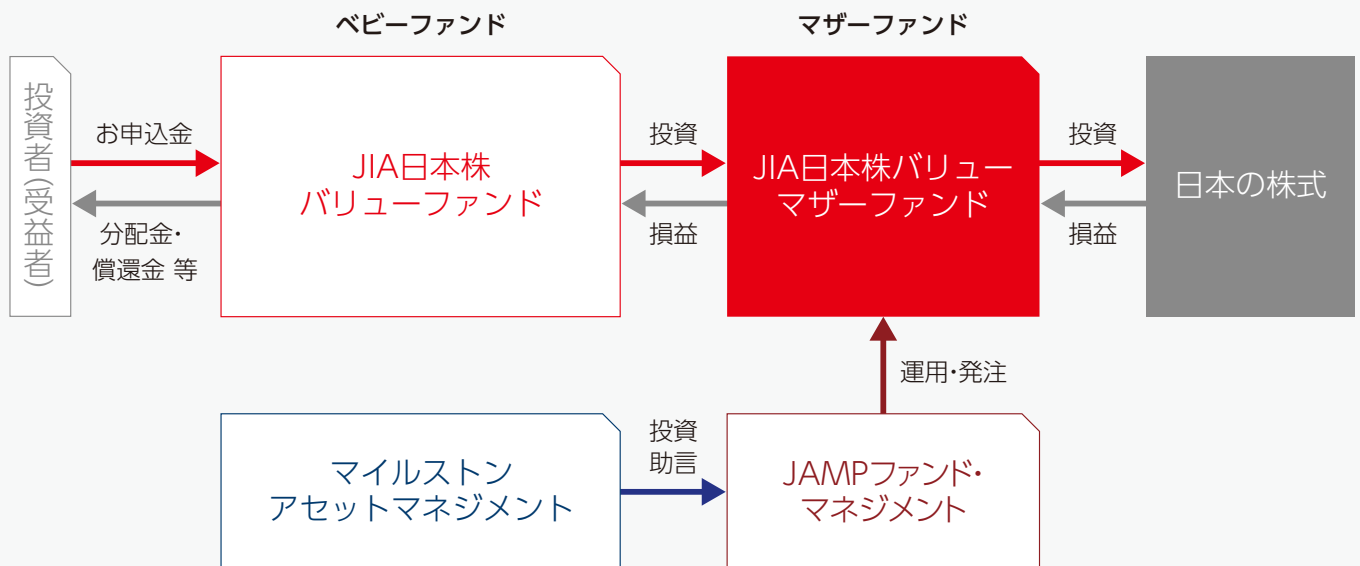 ベビーファンド
マザーファンド
投資者(受益者)
お申込金
分配金・
償還金 等
JIA日本株
バリューファンド
投資
損益
JIA日本株バリュー
マザーファンド
投資
損益
日本の株式
運用・発注
マイルストン
アセットマネジメント
投資
助言
JAMPファンド・
マネジメント